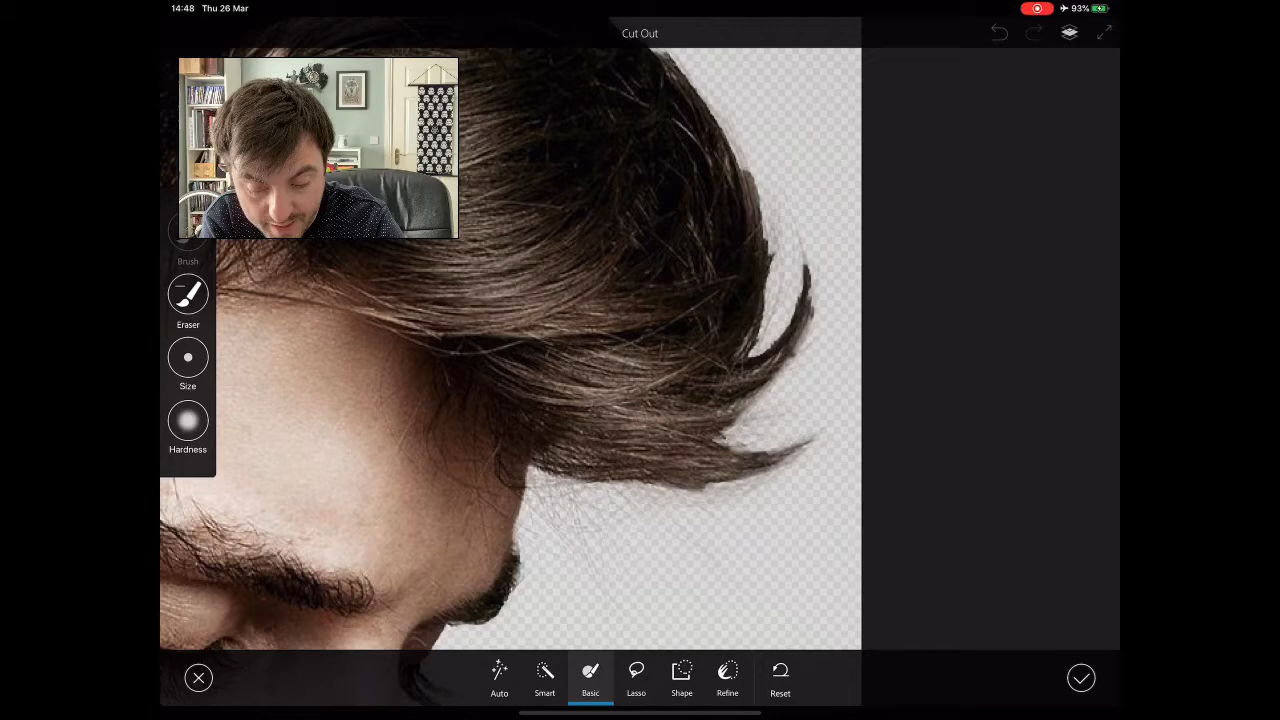 14:48 Thu 26 Mar
93%
Cut Out
Brush
Eraser
Size
Hardness
Auto
Smart
Basic
Lasso
Shape
Refine
Reset